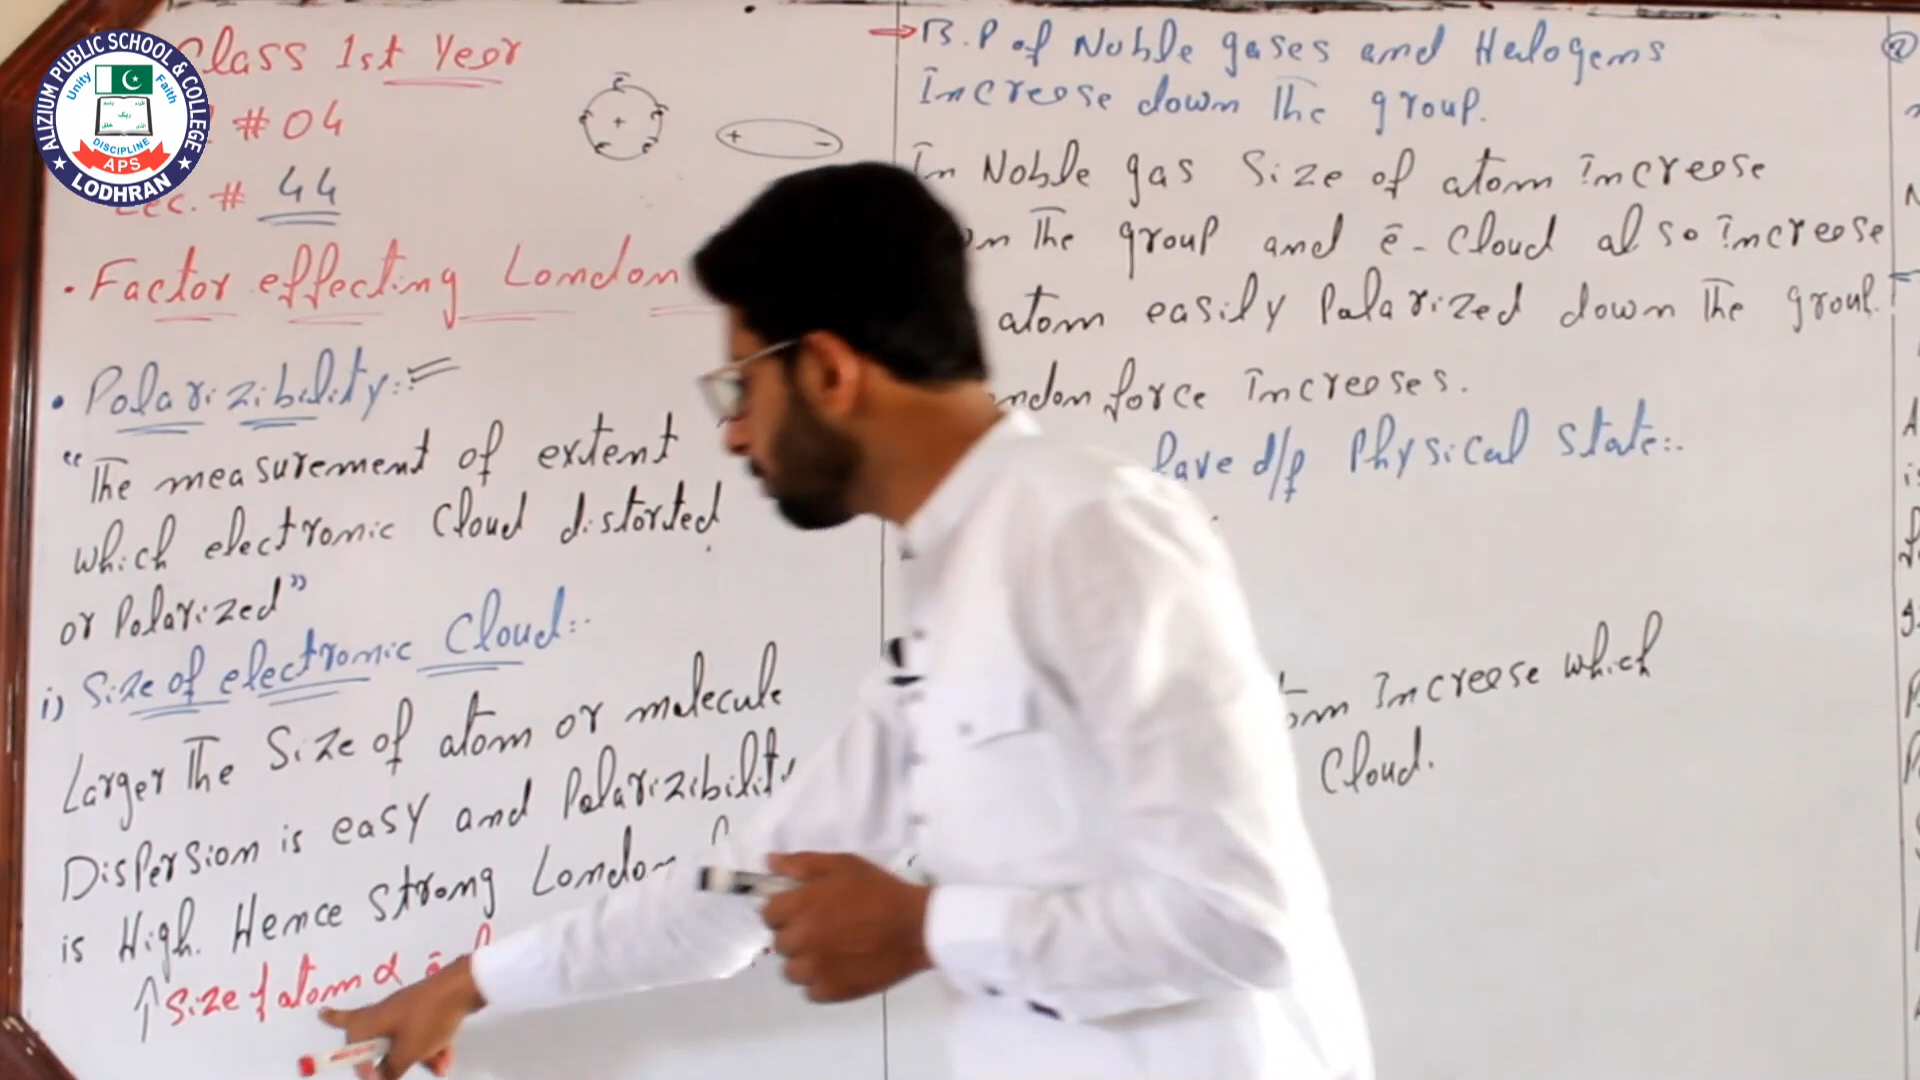 ALIZIUM PUBLIC SCHOOL & COLLEGE
Unity
Faith
DISCIPLINE
APS
LODHRAN
Class 1st Year
# 04
Lec. # 44
• Factor effecting London
• Polarizibility:-
"The measurement of extent
which electronic Cloud distorted
or Polarized"
i) Size of electronic Cloud:-
Larger The Size of atom or molecule
Dispersion is easy and Polarizibility
is High. Hence strong London
↑ Size of atom α
+
+ −
→ B.P of Noble gases and Halogens
Increase down The group.
In Noble gas Size of atom increase
The group and ē-Cloud also increase
atom easily Polarized down The group.
force increases.
have d/f Physical State:-
Increase which
Cloud.